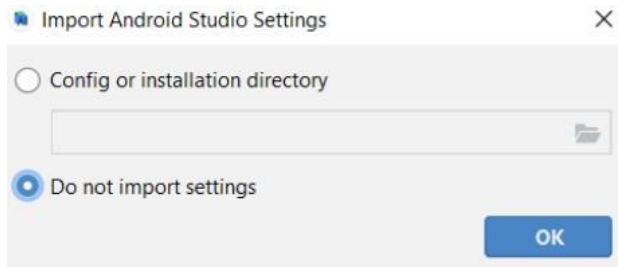 Import Android Studio Settings
Config or installation directory
Do not import settings
OK